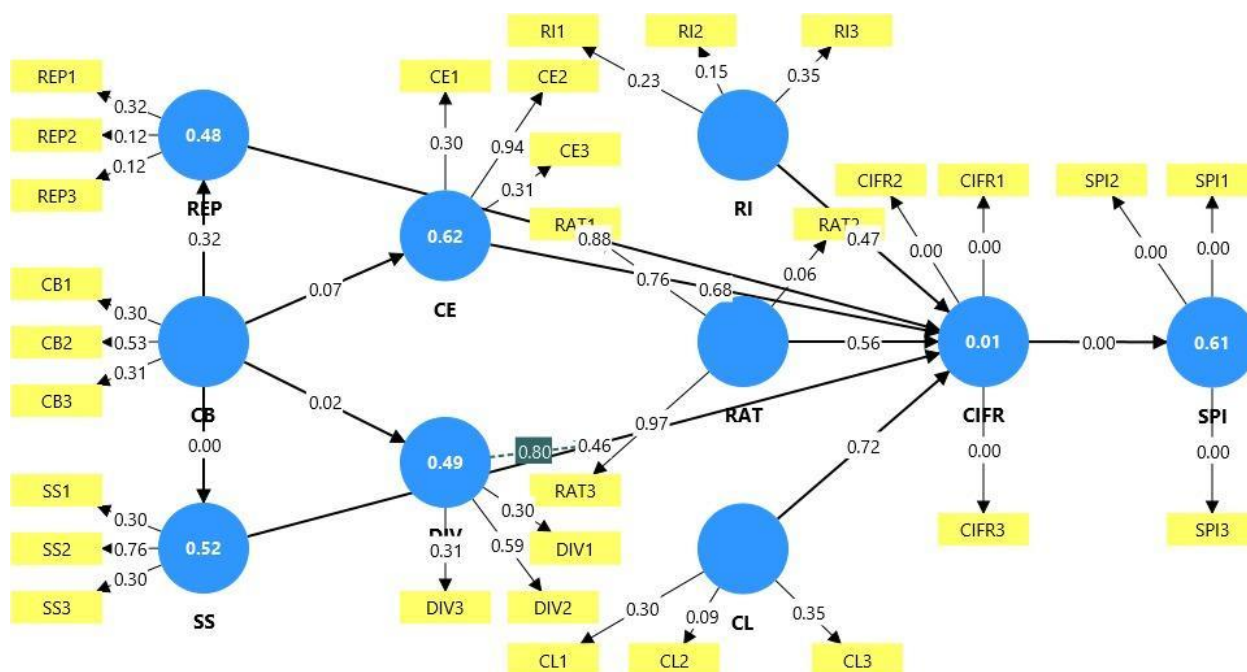 RI1
RI2
RI3
REP1
CE1
CE2
0.23
0.15
0.35
0.32
REP2
0.12
0.48
0.30
0.94
CE3
0.12
0.31
REP3
REP
CIFR2
CIFR1
SPI2
SPI1
RI
RAT1
RAT2
0.62
0.88
0.47
0.32
0.00
0.00
0.00
0.00
0.76
0.06
CB1
0.07
0.68
0.30
CE
CB2
0.53
0.56
0.01
0.00
0.61
0.31
CB3
0.02
CB
RAT
CIFR
SPI
0.97
0.00
0.46
0.72
0.80
0.49
0.00
0.00
SS1
RAT3
0.30
0.30
DIV
CIFR3
SPI3
SS2
0.76
0.52
0.31
0.59
DIV1
0.30
SS3
DIV3
DIV2
0.30
0.09
0.35
SS
CL
CL1
CL2
CL3